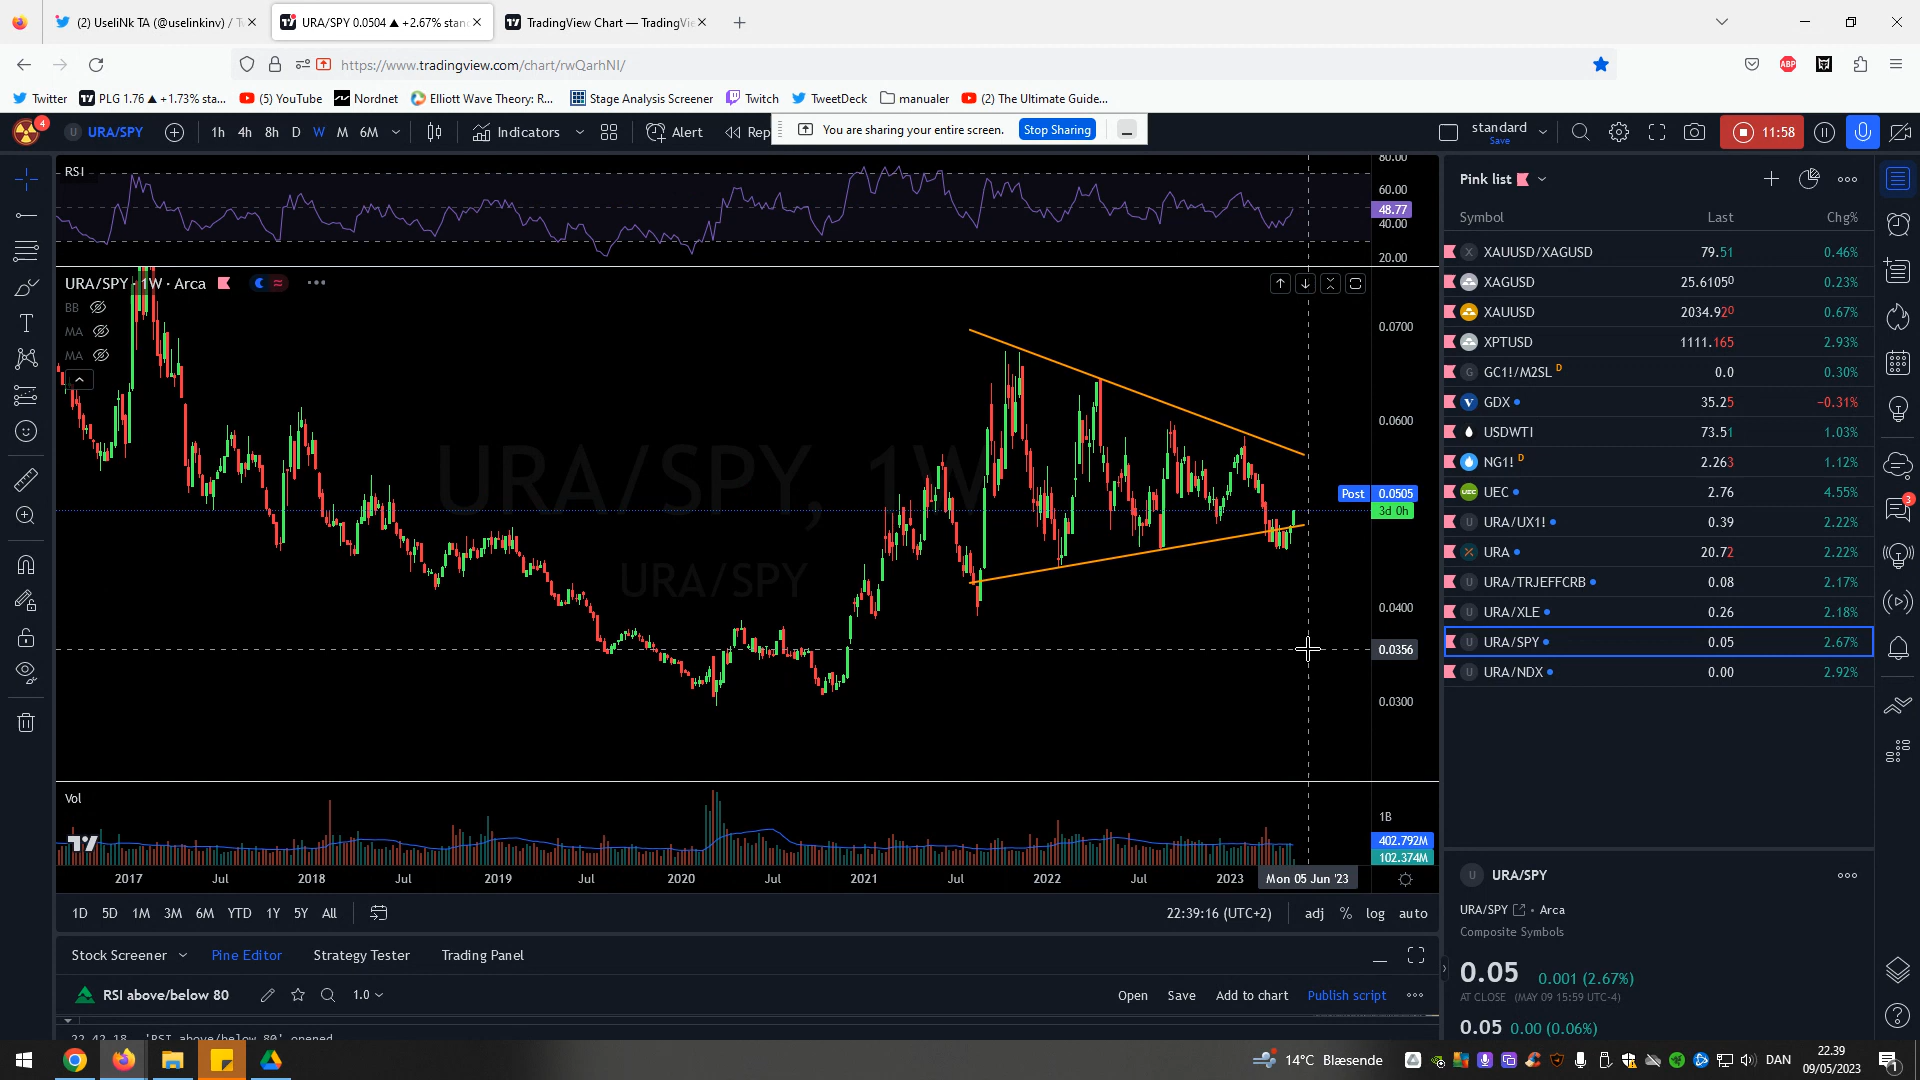 (2) UseliNk TA (@uselinkinv) / T
URA/SPY 0.0504 ▲ +2.67% stan
TradingView Chart — TradingVi
https://www.tradingview.com/chart/rwQarhNI/
Twitter
PLG 1.76 ▲ +1.73% sta...
(5) YouTube
Nordnet
Elliott Wave Theory: R...
Stage Analysis Screener
Twitch
TweetDeck
manualer
(2) The Ultimate Guide...
4
URA/SPY
1h 4h 8h D W M 6M
Indicators
Alert
Rep
You are sharing your entire screen.
Stop Sharing
standard
Save
11:58
RSI
80.00
60.00
48.77
40.00
20.00
URA/SPY · 1W · Arca
BB
MA
MA
URA/SPY, 1W
URA/SPY
0.0700
0.0600
Post 0.0505
3d 0h
0.0400
0.0356
0.0300
Vol
1B
402.792M
102.374M
2017 Jul 2018 Jul 2019 Jul 2020 Jul 2021 Jul 2022 Jul 2023 Mon 05 Jun '23
1D 5D 1M 3M 6M YTD 1Y 5Y All
22:39:16 (UTC+2)
adj % log auto
Stock Screener
Pine Editor
Strategy Tester
Trading Panel
RSI above/below 80
1.0
Open Save Add to chart Publish script
22.42.18 'RSI above/below 80' opened
Pink list
Symbol Last Chg%
XAUUSD/XAGUSD 79.51 0.46%
XAGUSD 25.6105⁰ 0.23%
XAUUSD 2034.92⁰ 0.67%
XPTUSD 1111.165 2.93%
GC1!/M2SL D 0.0 0.30%
GDX 35.25 −0.31%
USDWTI 73.51 1.03%
NG1! D 2.263 1.12%
UEC 2.76 4.55%
URA/UX1! 0.39 2.22%
URA 20.72 2.22%
URA/TRJEFFCRB 0.08 2.17%
URA/XLE 0.26 2.18%
URA/SPY 0.05 2.67%
URA/NDX 0.00 2.92%
3
URA/SPY
URA/SPY · Arca
Composite Symbols
0.05 0.001 (2.67%)
AT CLOSE (MAY 09 15:59 UTC-4)
0.05 0.00 (0.06%)
14°C Blæsende
DAN
22.39
09/05/2023
1